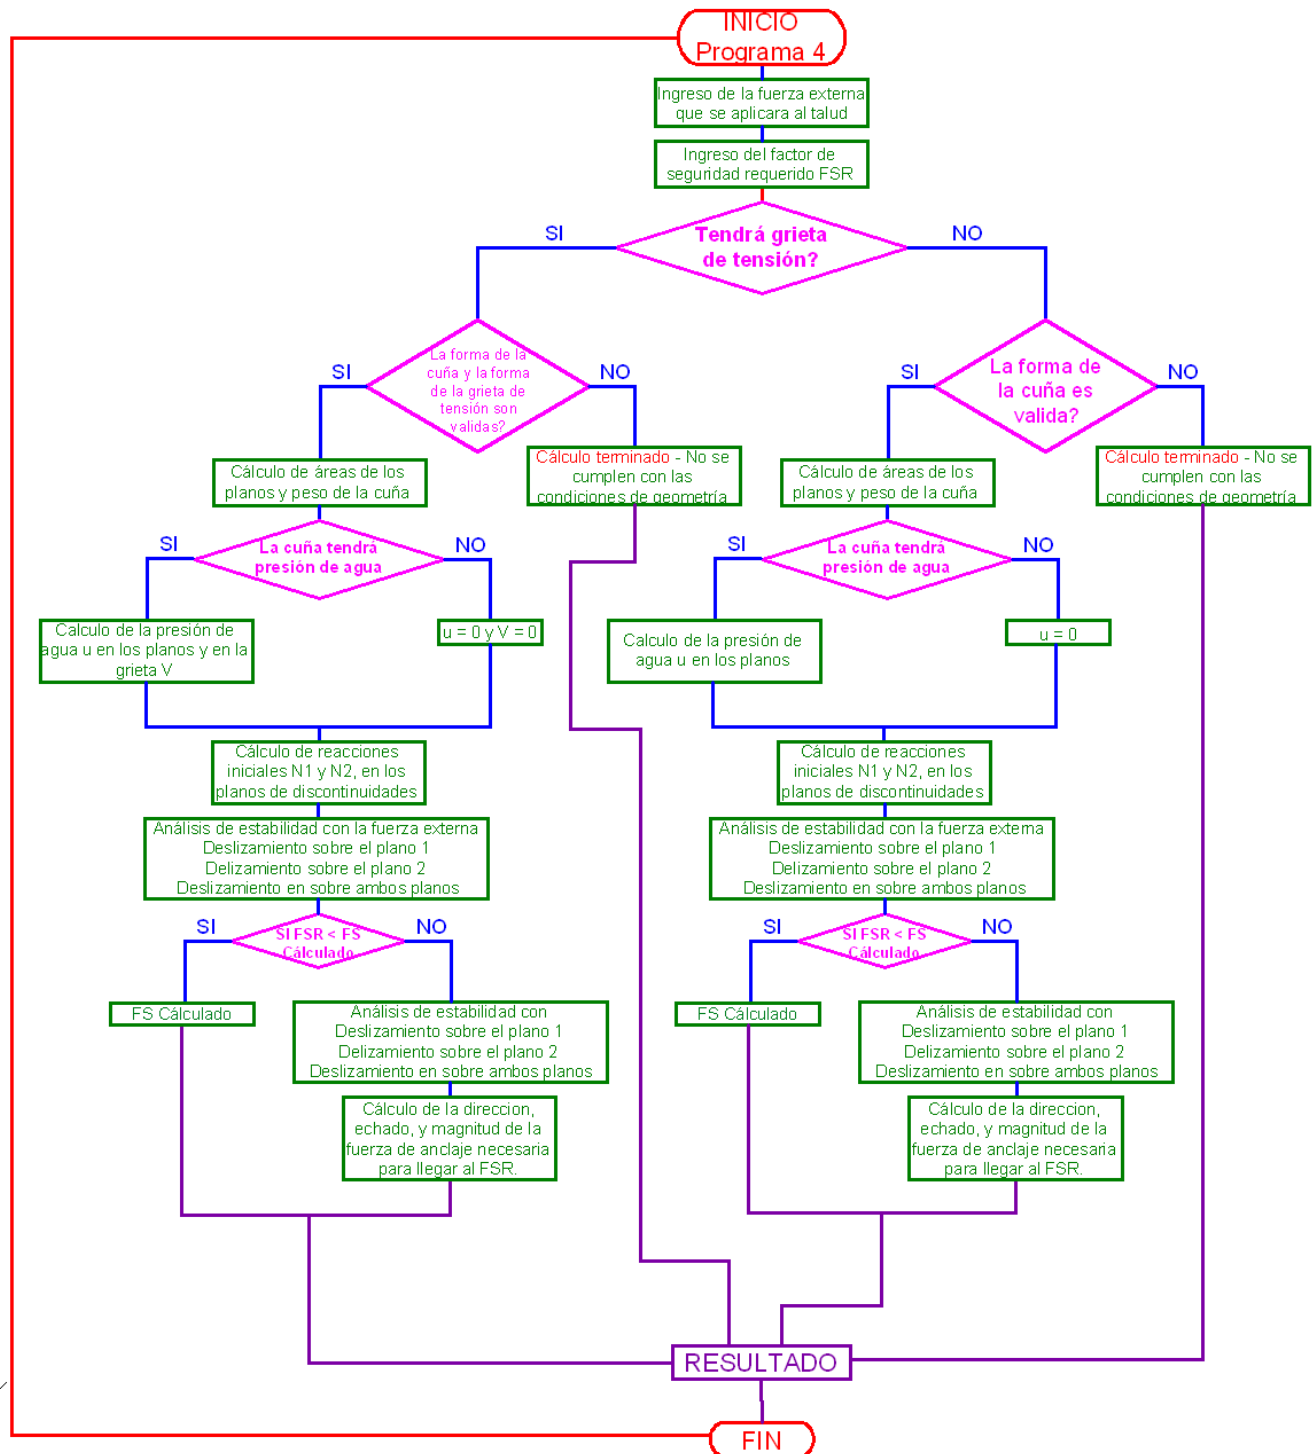 INICIO
Programa 4
Ingreso de la fuerza externa
que se aplicara al talud
Ingreso del factor de
seguridad requerido FSR
SI
Tendrá grieta
de tensión?
NO
SI
La forma de la
cuña y la forma
de la grieta de
tensión son
validas?
NO
SI
La forma de
la cuña es
valida?
NO
Cálculo de áreas de los
planos y peso de la cuña
Cálculo terminado - No se
cumplen con las
condiciones de geometría
Cálculo de áreas de los
planos y peso de la cuña
Cálculo terminado - No se
cumplen con las
condiciones de geometría
SI
La cuña tendrá
presión de agua
NO
SI
La cuña tendrá
presión de agua
NO
Calculo de la presión de
agua u en los planos y en la
grieta V
u = 0 y V = 0
Calculo de la presión de
agua u en los planos
u = 0
Cálculo de reacciones
iniciales N1 y N2, en los
planos de discontinuidades
Cálculo de reacciones
iniciales N1 y N2, en los
planos de discontinuidades
Análisis de estabilidad con la fuerza externa
Deslizamiento sobre el plano 1
Delizamiento sobre el plano 2
Deslizamiento en sobre ambos planos
Análisis de estabilidad con la fuerza externa
Deslizamiento sobre el plano 1
Delizamiento sobre el plano 2
Deslizamiento en sobre ambos planos
SI
SI FSR < FS
Cálculado
NO
SI
SI FSR < FS
Cálculado
NO
FS Cálculado
Análisis de estabilidad con
Deslizamiento sobre el plano 1
Delizamiento sobre el plano 2
Deslizamiento en sobre ambos planos
FS Cálculado
Análisis de estabilidad con
Deslizamiento sobre el plano 1
Delizamiento sobre el plano 2
Deslizamiento en sobre ambos planos
Cálculo de la direccion,
echado, y magnitud de la
fuerza de anclaje necesaria
para llegar al FSR.
Cálculo de la direccion,
echado, y magnitud de la
fuerza de anclaje necesaria
para llegar al FSR.
RESULTADO
FIN